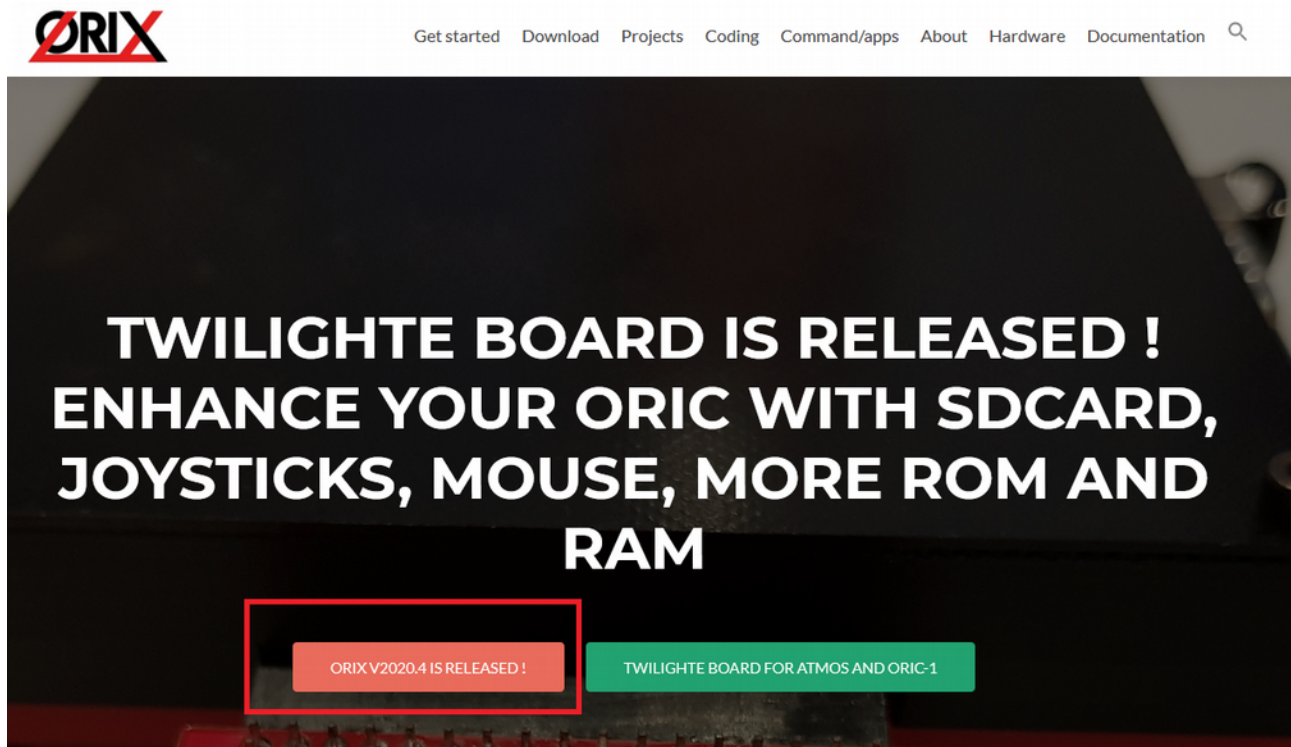 ØRIX
Get started Download Projects Coding Command/apps About Hardware Documentation
TWILIGHTE BOARD IS RELEASED !
ENHANCE YOUR ORIC WITH SDCARD,
JOYSTICKS, MOUSE, MORE ROM AND
RAM
ORIX V2020.4 IS RELEASED !
TWILIGHTE BOARD FOR ATMOS AND ORIC-1